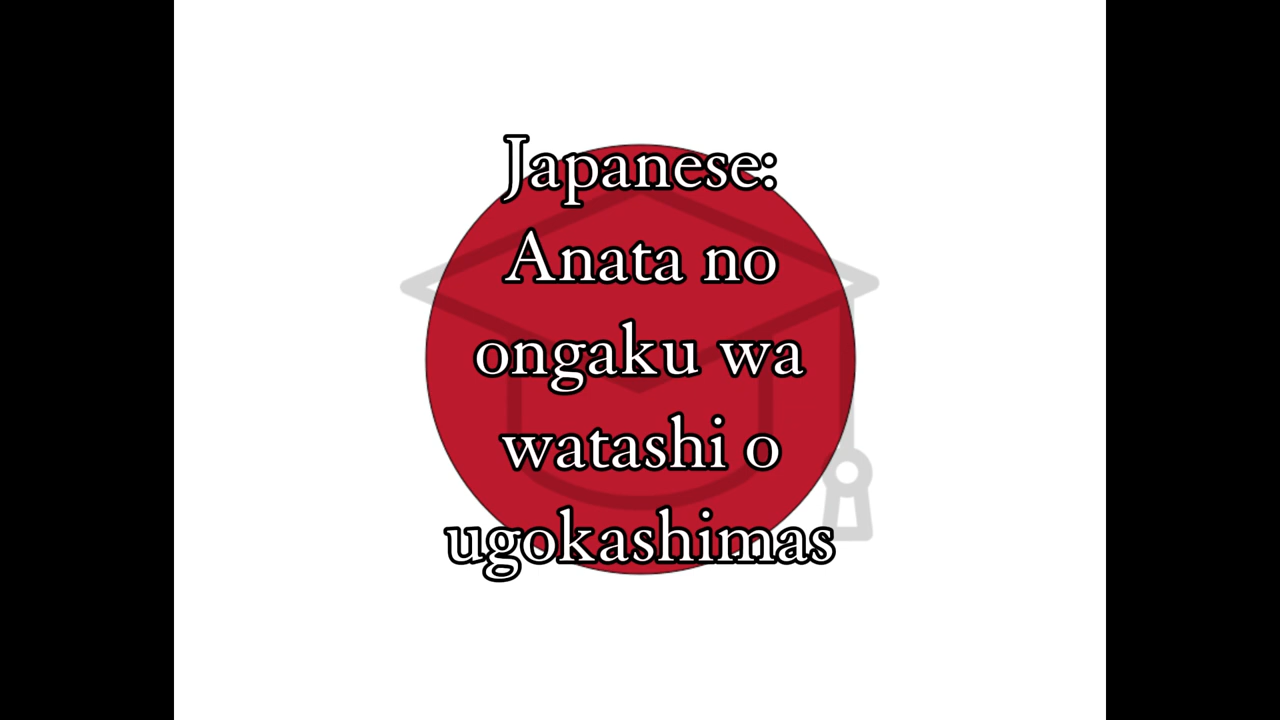 Japanese:
Anata no
ongaku wa
watashi o
ugokashimas